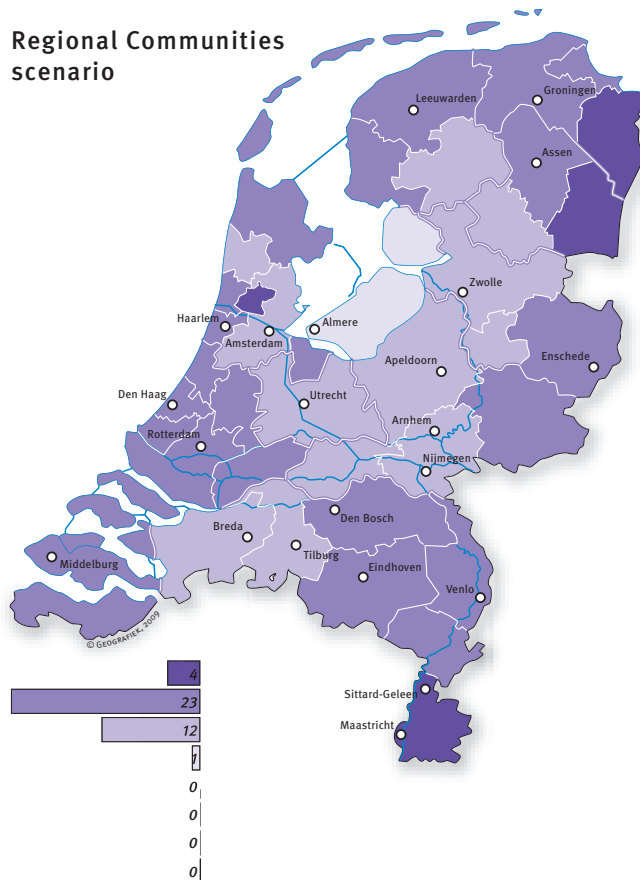 Regional Communities
scenario
Leeuwarden
Groningen
Assen
Zwolle
Haarlem
Amsterdam
Almere
Apeldoorn
Enschede
Den Haag
Utrecht
Arnhem
Rotterdam
Nijmegen
Den Bosch
Breda
Tilburg
Middelburg
Eindhoven
Venlo
© GEOGRAFIEK, 2009
4
23
Sittard-Geleen
12
Maastricht
1
0
0
0
0